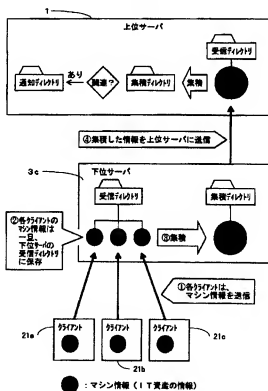 1
上位サーバ
受信ディレクトリ
あり
通知ディレクトリ
関連？
集積ディレクトリ
集積
④集積した情報を上位サーバに送信
3c
下位サーバ
②各クライアントの
マシン情報は
一旦、
下位サーバの
受信ディレクトリ
に保存
受信ディレクトリ
集積ディレクトリ
③集積
①各クライアントは、
マシン情報を送信
21a
21c
クライアント
クライアント
クライアント
21b
：マシン情報（ＩＴ資産の情報）